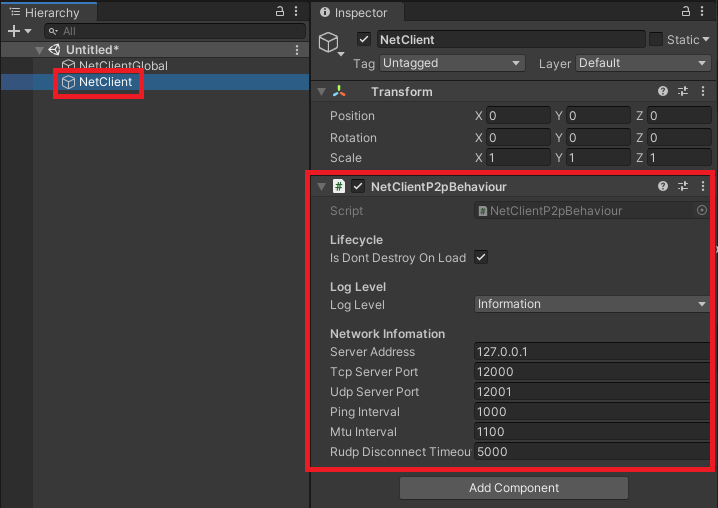 Hierarchy
All
Untitled*
NetClientGlobal
NetClient
Inspector
NetClient Static
Tag Untagged Layer Default
Transform
Position X 0 Y 0 Z 0
Rotation X 0 Y 0 Z 0
Scale X 1 Y 1 Z 1
# NetClientP2pBehaviour
Script # NetClientP2pBehaviour
Lifecycle
Is Dont Destroy On Load
Log Level
Log Level Information
Network Infomation
Server Address 127.0.0.1
Tcp Server Port 12000
Udp Server Port 12001
Ping Interval 1000
Mtu Interval 1100
Rudp Disconnect Timeou 5000
Add Component